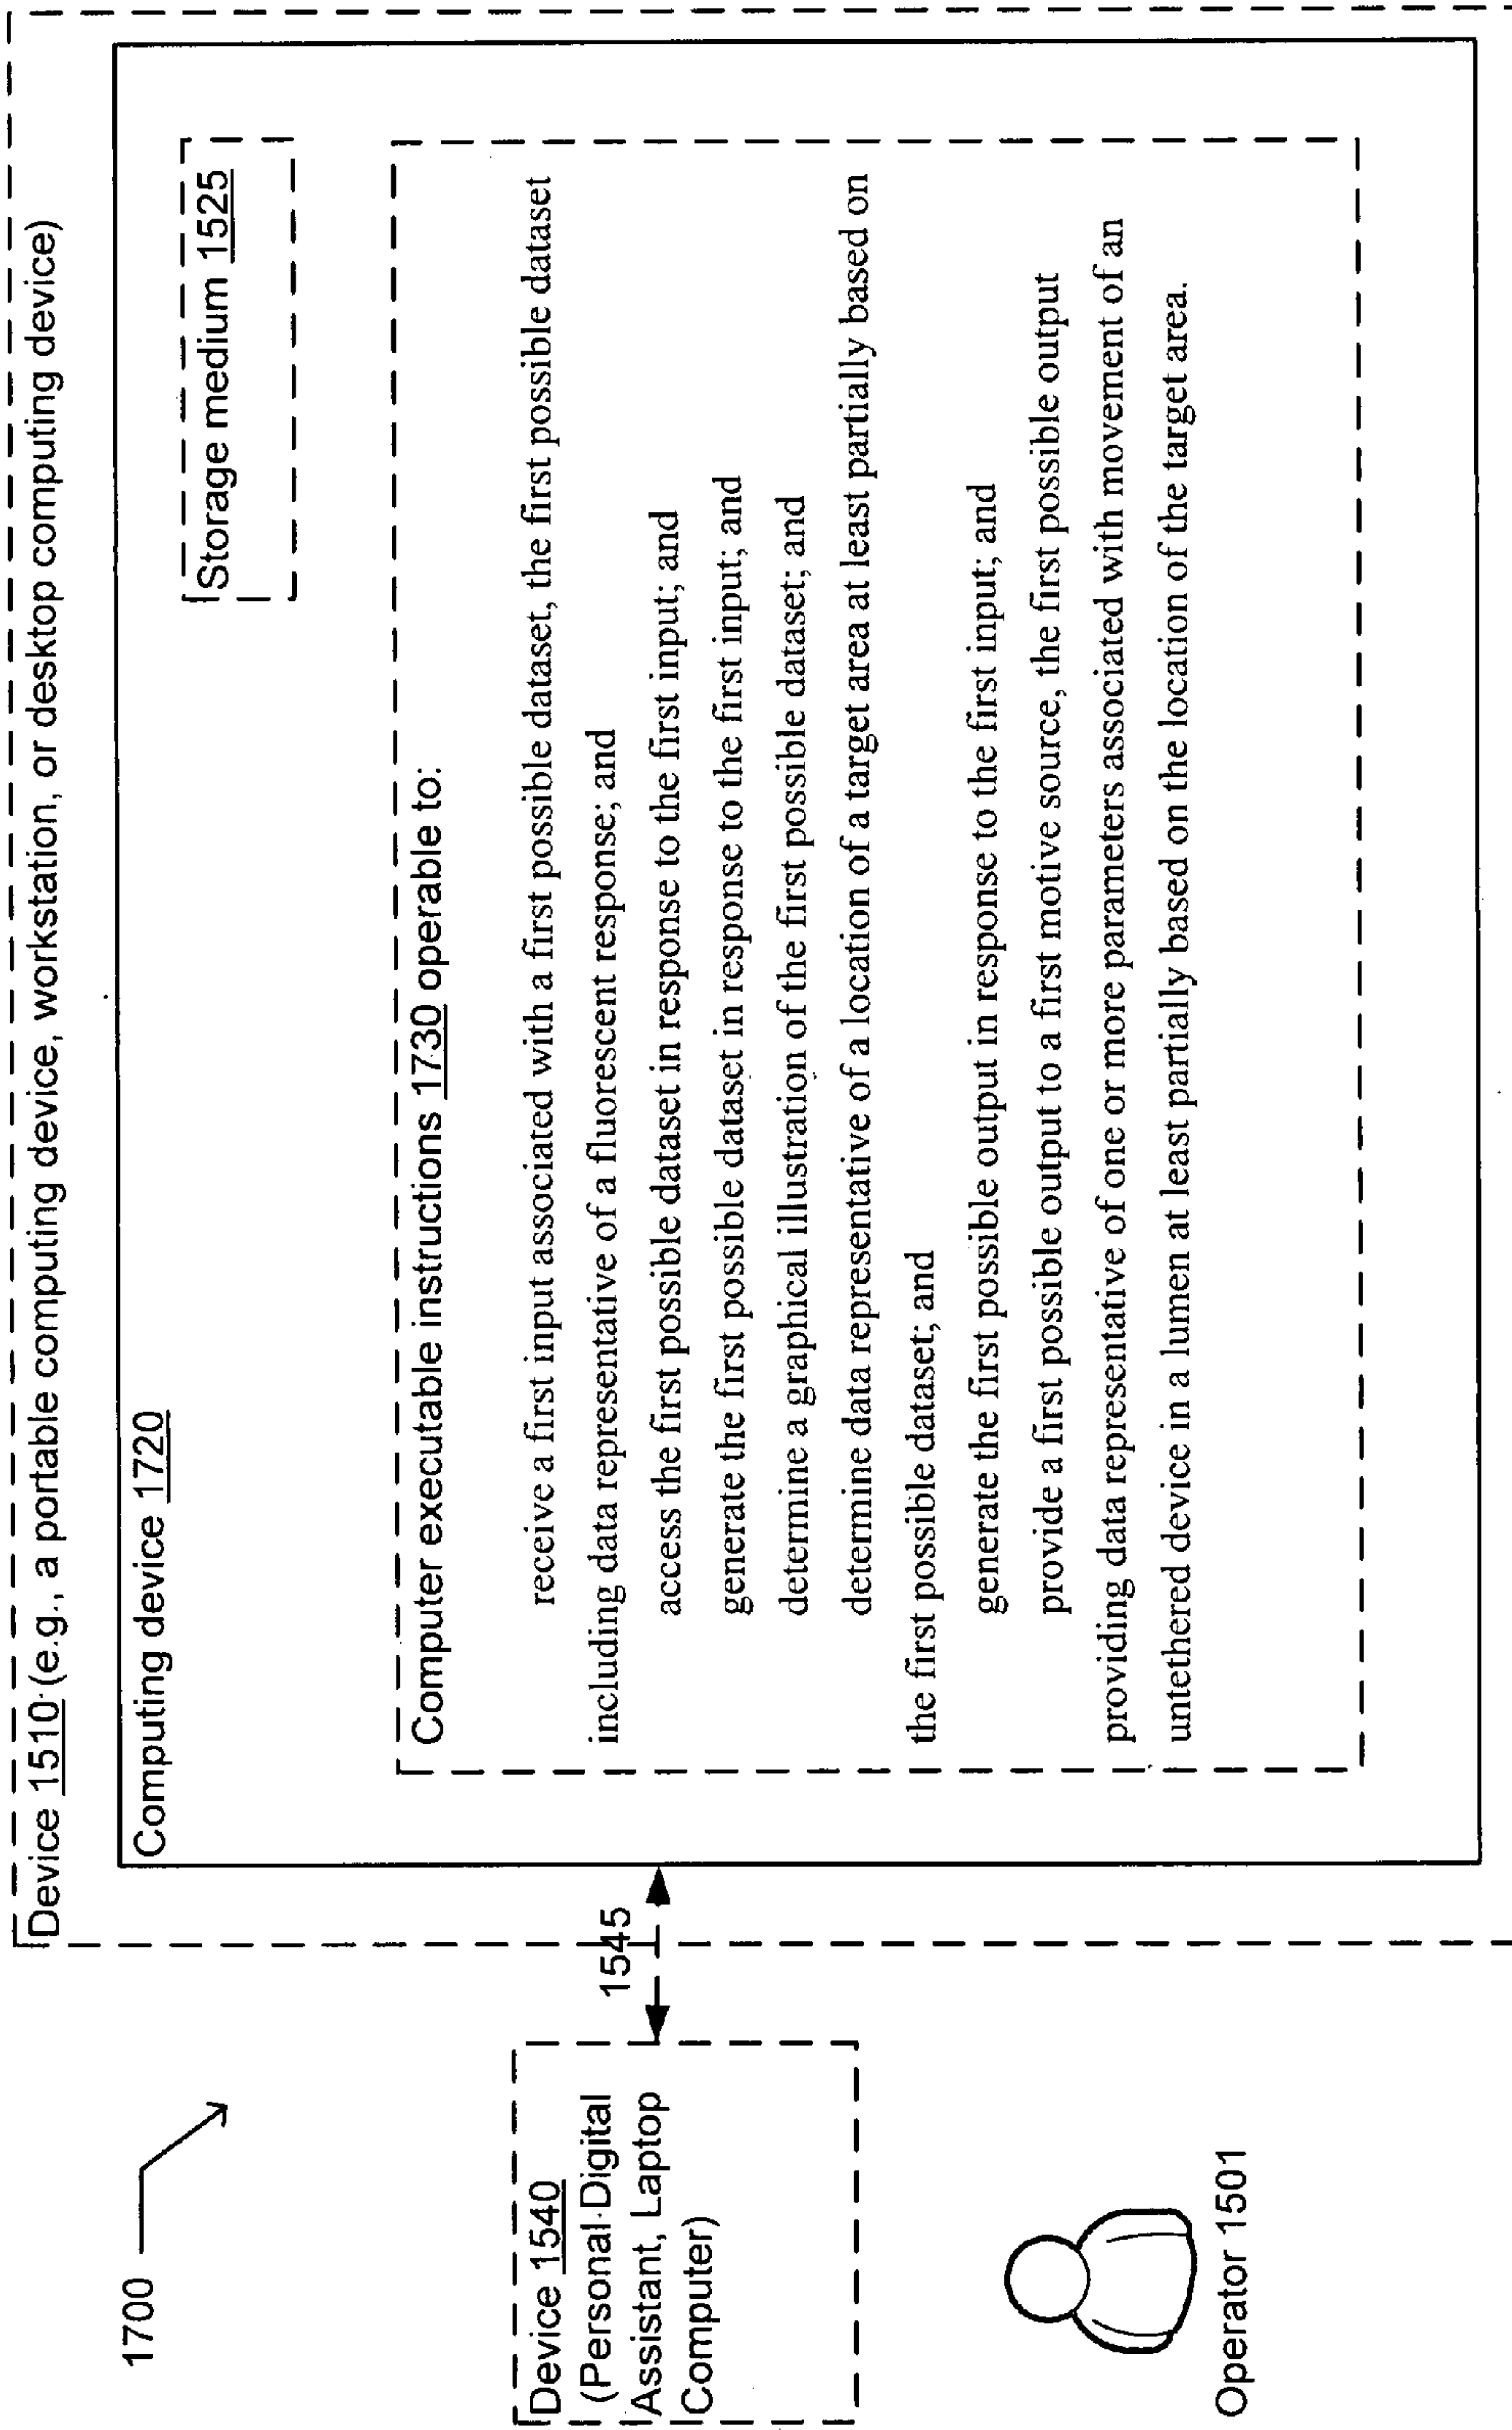 1700
Device 1510 (e.g., a portable computing device, workstation, or desktop computing device)
Computing device 1720
Storage medium 1525
Computer executable instructions 1730 operable to:
receive a first input associated with a first possible dataset, the first possible dataset
including data representative of a fluorescent response; and
access the first possible dataset in response to the first input; and
generate the first possible dataset in response to the first input; and
determine a graphical illustration of the first possible dataset; and
determine data representative of a location of a target area at least partially based on
the first possible dataset; and
generate the first possible output in response to the first input; and
provide a first possible output to a first motive source, the first possible output
providing data representative of one or more parameters associated with movement of an
untethered device in a lumen at least partially based on the location of the target area.
1545
Device 1540
(Personal Digital
Assistant, Laptop
Computer)
Operator 1501